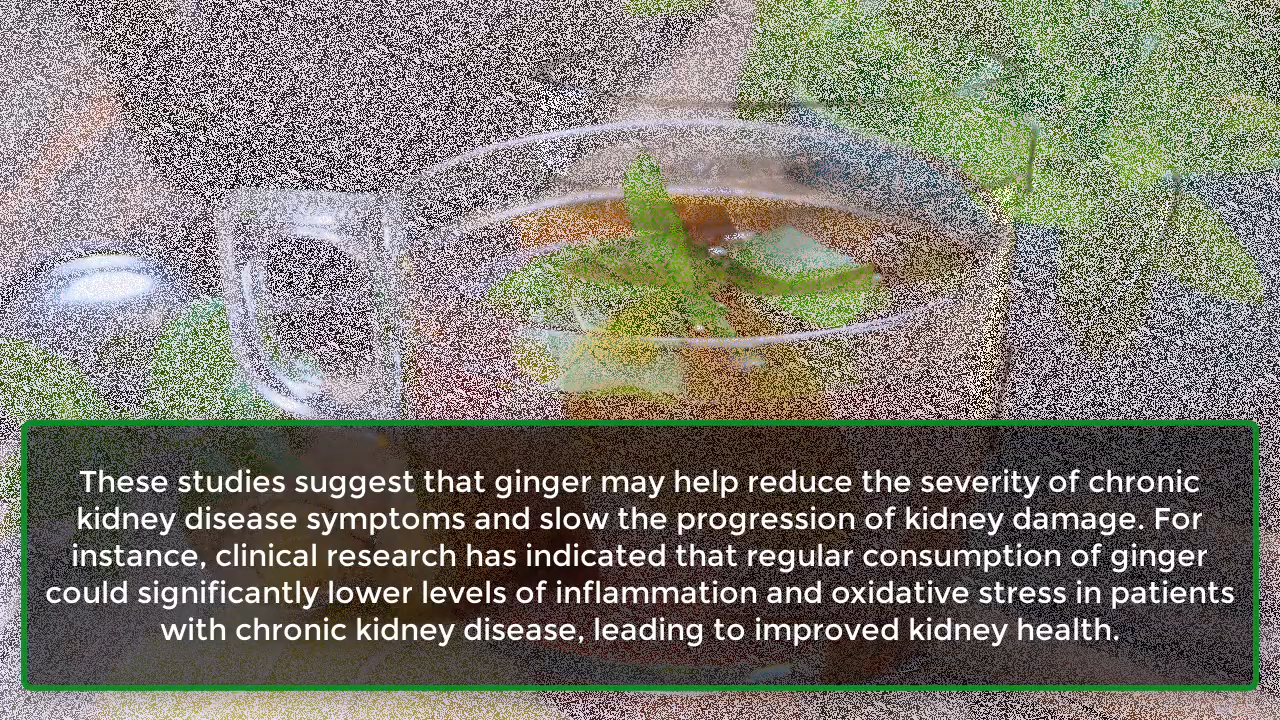 These studies suggest that ginger may help reduce the severity of chronic
kidney disease symptoms and slow the progression of kidney damage. For
instance, clinical research has indicated that regular consumption of ginger
could significantly lower levels of inflammation and oxidative stress in patients
with chronic kidney disease, leading to improved kidney health.